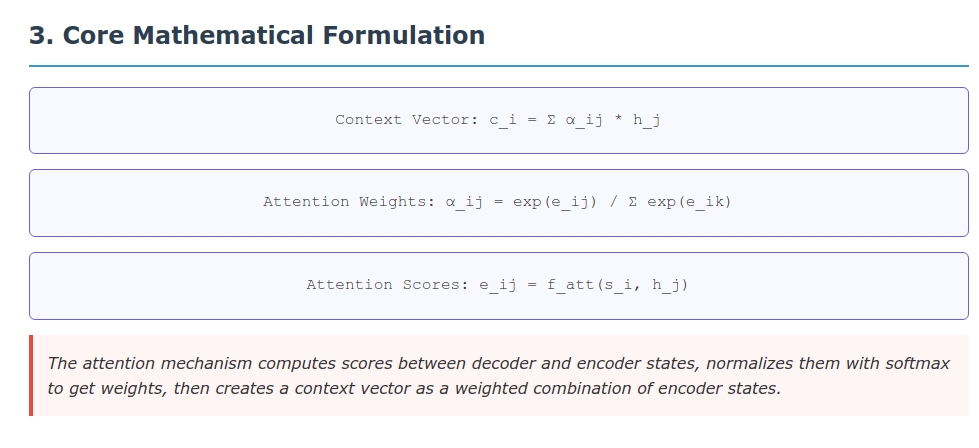 3. Core Mathematical Formulation
Context Vector: c_i = Σ α_ij * h_j
Attention Weights: α_ij = exp(e_ij) / Σ exp(e_ik)
Attention Scores: e_ij = f_att(s_i, h_j)
The attention mechanism computes scores between decoder and encoder states, normalizes them with softmax
to get weights, then creates a context vector as a weighted combination of encoder states.